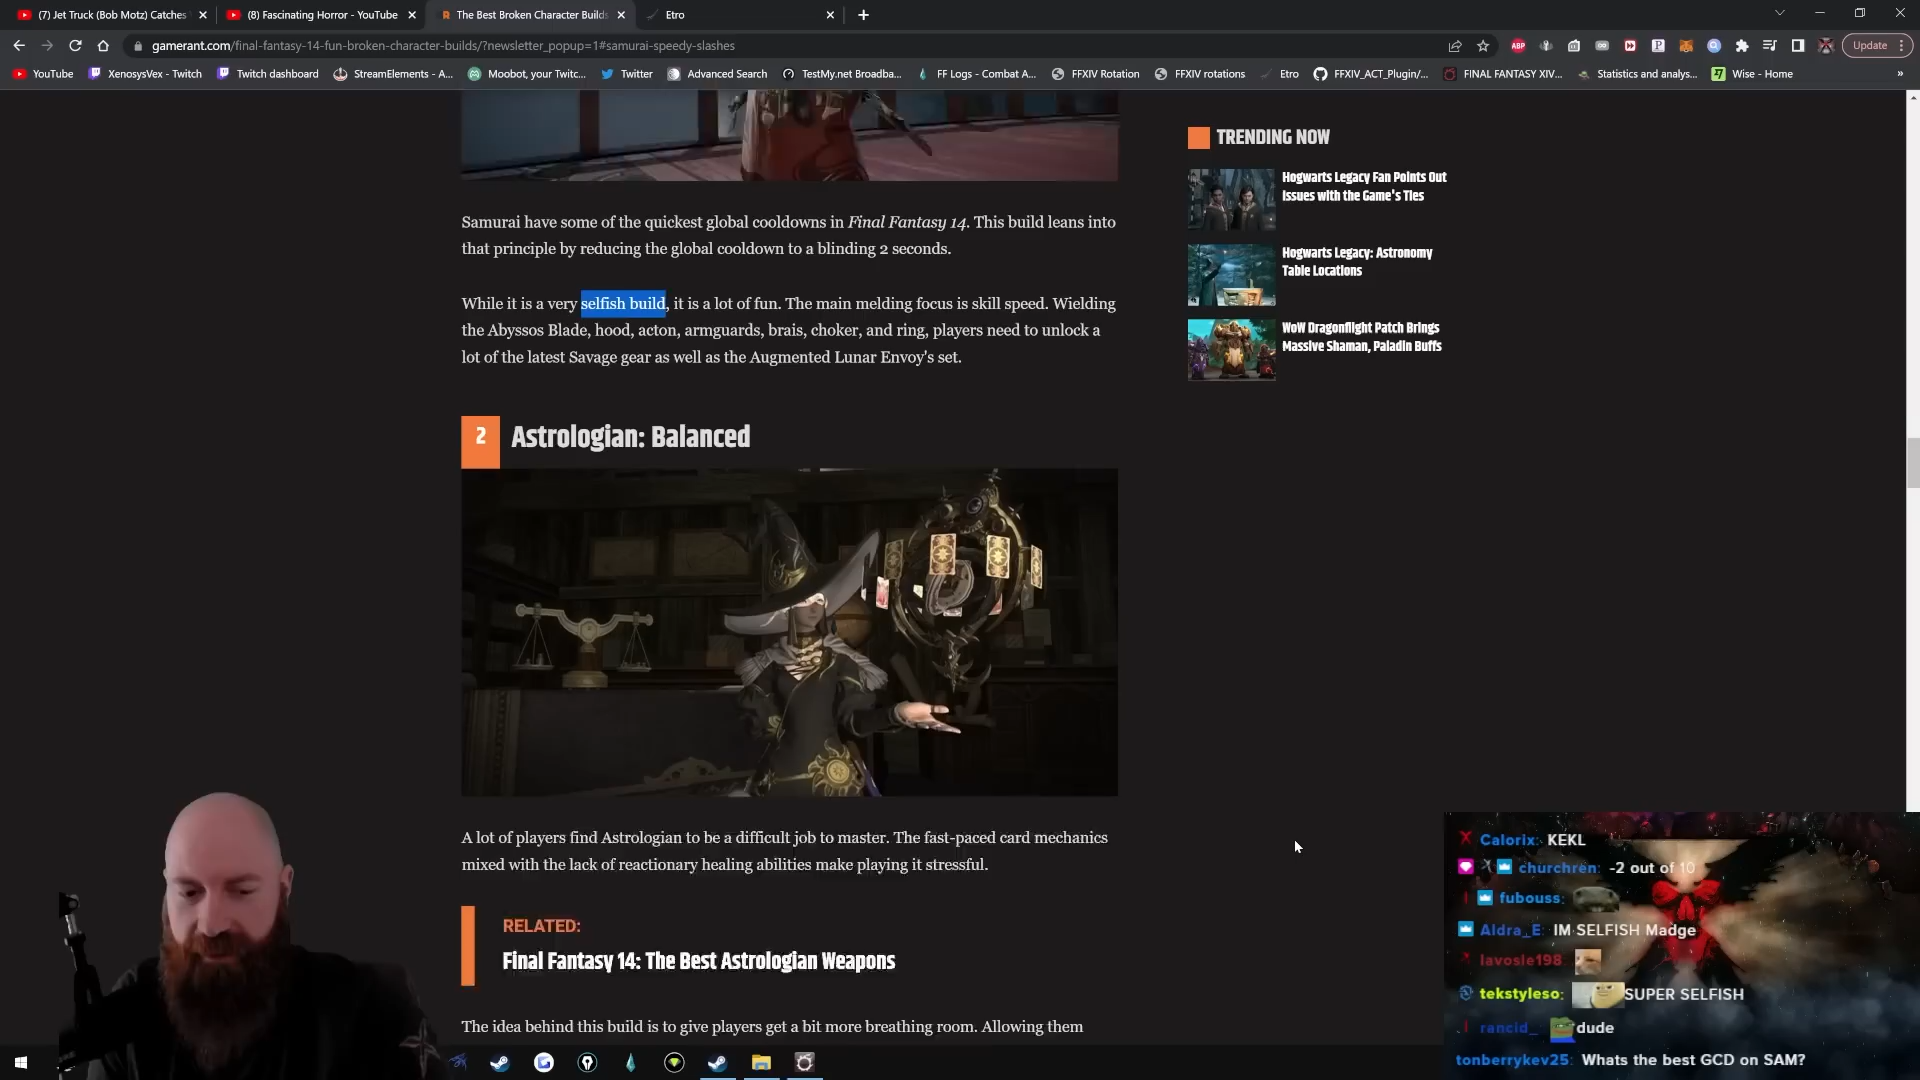 (7) Jet Truck (Bob Motz) Catches
(8) Fascinating Horror - YouTube
The Best Broken Character Builds
Etro
gamerant.com/final-fantasy-14-fun-broken-character-builds/?newsletter_popup=1#samurai-speedy-slashes
ABP
Update
YouTube
XenosysVex - Twitch
Twitch dashboard
StreamElements - A...
Moobot, your Twitc...
Twitter
Advanced Search
TestMy.net Broadba...
FF Logs - Combat A...
FFXIV Rotation
FFXIV rotations
Etro
FFXIV_ACT_Plugin/...
FINAL FANTASY XIV...
Statistics and analys...
Wise - Home
TRENDING NOW
Hogwarts Legacy Fan Points Out
Issues with the Game's Ties
Hogwarts Legacy: Astronomy
Table Locations
WoW Dragonflight Patch Brings
Massive Shaman, Paladin Buffs
Samurai have some of the quickest global cooldowns in Final Fantasy 14. This build leans into
that principle by reducing the global cooldown to a blinding 2 seconds.
While it is a very selfish build, it is a lot of fun. The main melding focus is skill speed. Wielding
the Abyssos Blade, hood, acton, armguards, brais, choker, and ring, players need to unlock a
lot of the latest Savage gear as well as the Augmented Lunar Envoy's set.
2 Astrologian: Balanced
A lot of players find Astrologian to be a difficult job to master. The fast-paced card mechanics
mixed with the lack of reactionary healing abilities make playing it stressful.
RELATED:
Final Fantasy 14: The Best Astrologian Weapons
The idea behind this build is to give players get a bit more breathing room. Allowing them
Calorix: KEKL
churchren: -2 out of 10
fubouss:
Aldra_E: IM SELFISH Madge
lavosle198:
tekstyleso: SUPER SELFISH
rancid_ dude
tonberrykev25: Whats the best GCD on SAM?